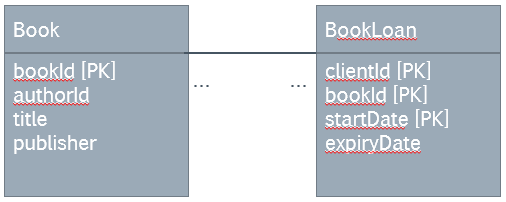 Book
bookId [PK]
authorId
title
publisher
...
...
BookLoan
clientId [PK]
bookId [PK]
startDate [PK]
expiryDate